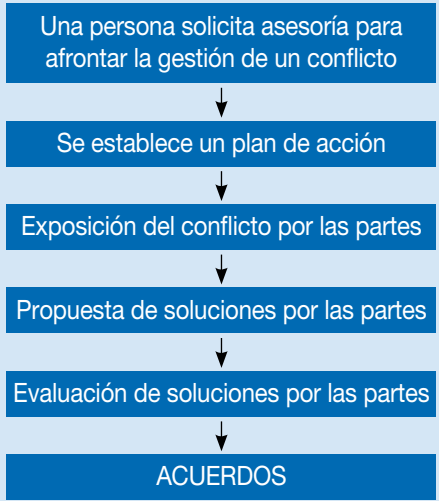 Una persona solicita asesoría para
afrontar la gestión de un conflicto
Se establece un plan de acción
Exposición del conflicto por las partes
Propuesta de soluciones por las partes
Evaluación de soluciones por las partes
ACUERDOS